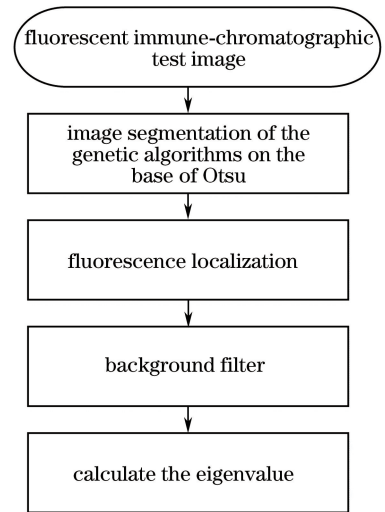 fluorescent immune-chromatographic
test image
image segmentation of the
genetic algorithms on the
base of Otsu
fluorescence localization
background filter
calculate the eigenvalue